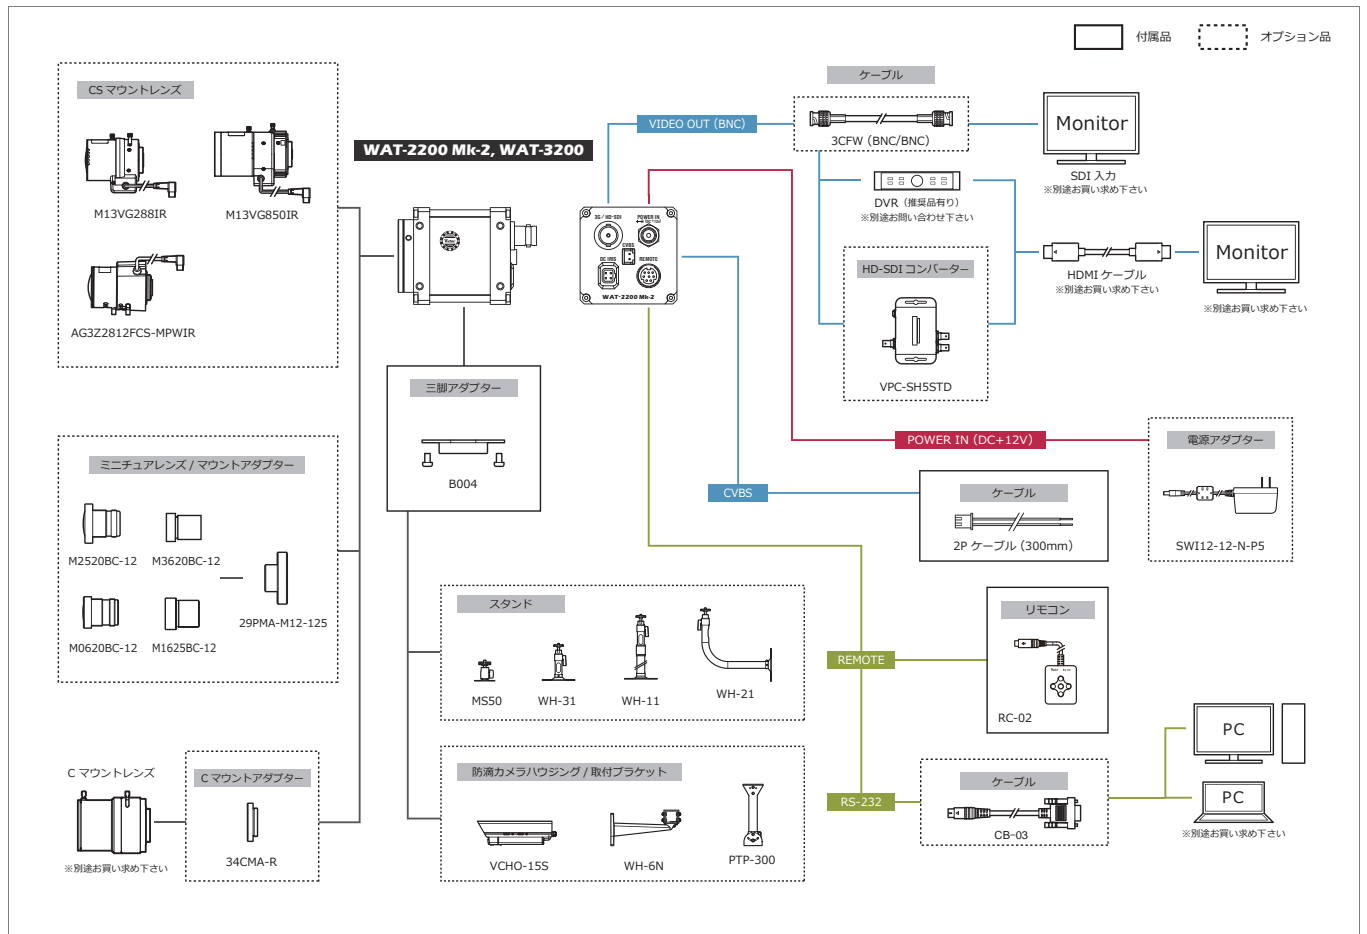 付属品
オプション品
CS マウントレンズ
M13VG288IR
M13VG850IR
AG3Z2812FCS-MPWIR
WAT-2200 Mk-2, WAT-3200
3G / HD-SDI
POWER IN
CVBS
DC IRIS
REMOTE
WAT-2200 Mk-2
VIDEO OUT (BNC)
ケーブル
3CFW (BNC/BNC)
Monitor
SDI 入力
※別途お買い求め下さい
DVR（推奨品有り）
※別途お問い合わせ下さい
HD-SDI コンバーター
VPC-SH5STD
HDMI ケーブル
※別途お買い求め下さい
Monitor
※別途お買い求め下さい
三脚アダプター
B004
POWER IN (DC+12V)
電源アダプター
SWI12-12-N-P5
CVBS
ケーブル
2P ケーブル (300mm)
ミニチュアレンズ / マウントアダプター
M2520BC-12
M3620BC-12
M0620BC-12
M1625BC-12
29PMA-M12-125
スタンド
MS50
WH-31
WH-11
WH-21
REMOTE
リモコン
RC-02
C マウントレンズ
※別途お買い求め下さい
C マウントアダプター
34CMA-R
防滴カメラハウジング / 取付ブラケット
VCHO-15S
WH-6N
PTP-300
RS-232
ケーブル
CB-03
PC
PC
※別途お買い求め下さい